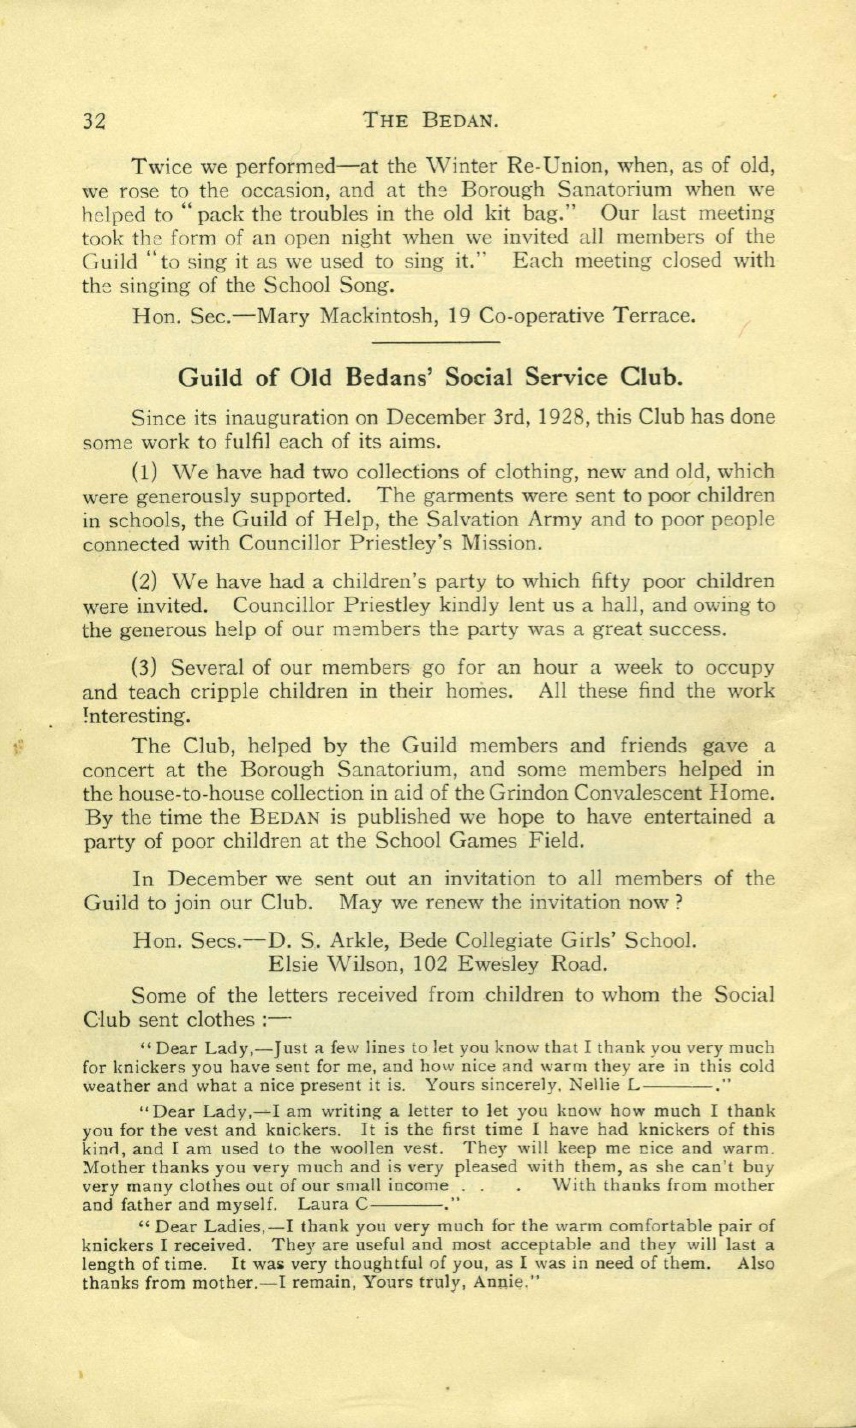 32 THE BEDAN.
Twice we performed—at the Winter Re-Union, when, as of old,
we rose to the occasion, and at the Borough Sanatorium when we
helped to "pack the troubles in the old kit bag." Our last meeting
took the form of an open night when we invited all members of the
Guild "to sing it as we used to sing it." Each meeting closed with
the singing of the School Song.
Hon. Sec.—Mary Mackintosh, 19 Co-operative Terrace.
Guild of Old Bedans' Social Service Club.
Since its inauguration on December 3rd, 1928, this Club has done
some work to fulfil each of its aims.
(1) We have had two collections of clothing, new and old, which
were generously supported. The garments were sent to poor children
in schools, the Guild of Help, the Salvation Army and to poor people
connected with Councillor Priestley's Mission.
(2) We have had a children's party to which fifty poor children
were invited. Councillor Priestley kindly lent us a hall, and owing to
the generous help of our members the party was a great success.
(3) Several of our members go for an hour a week to occupy
and teach cripple children in their homes. All these find the work
Interesting.
The Club, helped by the Guild members and friends gave a
concert at the Borough Sanatorium, and some members helped in
the house-to-house collection in aid of the Grindon Convalescent Home.
By the time the BEDAN is published we hope to have entertained a
party of poor children at the School Games Field.
In December we sent out an invitation to all members of the
Guild to join our Club. May we renew the invitation now ?
Hon. Secs.—D. S. Arkle, Bede Collegiate Girls' School.
Elsie Wilson, 102 Ewesley Road.
Some of the letters received from children to whom the Social
Club sent clothes :—
"Dear Lady,—Just a few lines to let you know that I thank you very much
for knickers you have sent for me, and how nice and warm they are in this cold
weather and what a nice present it is. Yours sincerely, Nellie L———."
"Dear Lady,—I am writing a letter to let you know how much I thank
you for the vest and knickers. It is the first time I have had knickers of this
kind, and I am used to the woollen vest. They will keep me nice and warm.
Mother thanks you very much and is very pleased with them, as she can't buy
very many clothes out of our small income . . . With thanks from mother
and father and myself. Laura C———."
"Dear Ladies,—I thank you very much for the warm comfortable pair of
knickers I received. They are useful and most acceptable and they will last a
length of time. It was very thoughtful of you, as I was in need of them. Also
thanks from mother.—I remain, Yours truly, Annie."